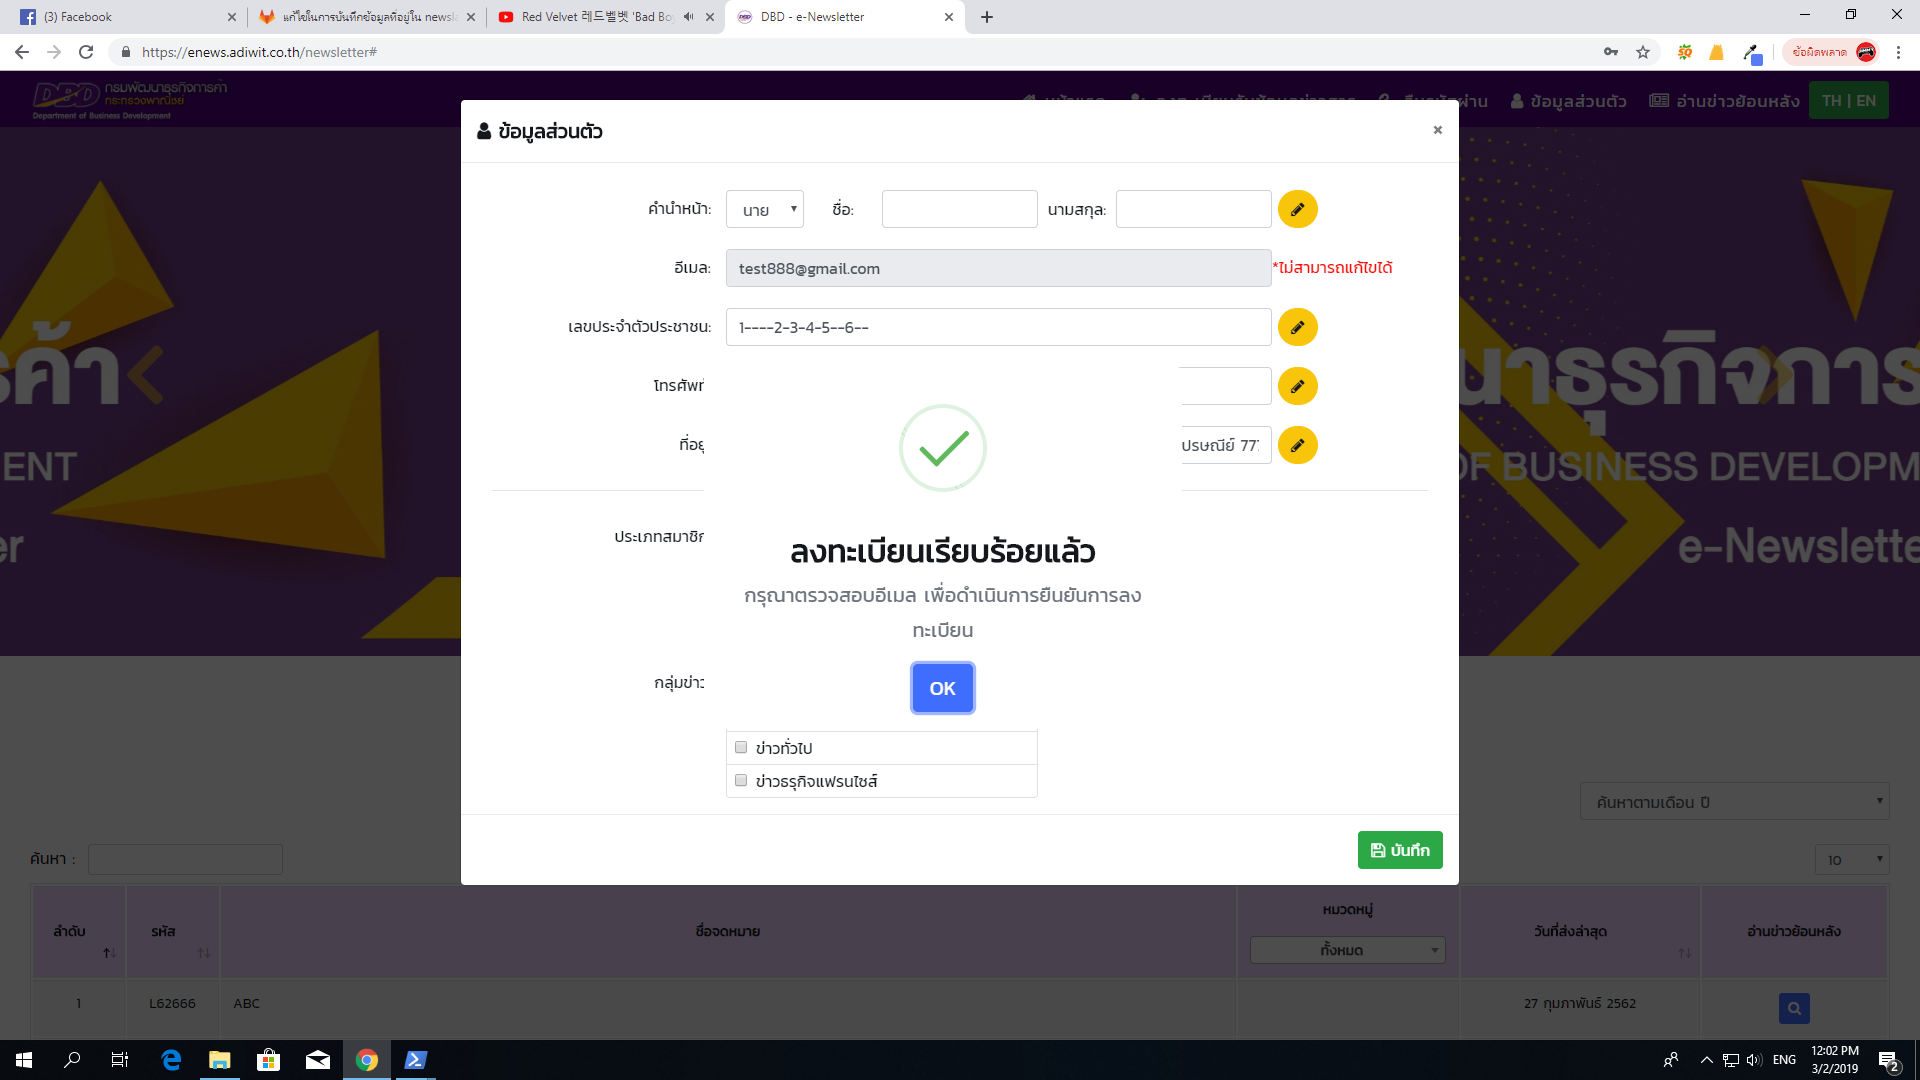 (3) Facebook
แก้ไขในการบันทึกข้อมูลที่อยู่ใน newsl
Red Velvet 레드벨벳 'Bad Bo
DBD - e-Newsletter
https://enews.adiwit.co.th/newsletter#
ข้อผิดพลาด
DBD กรมพัฒนาธุรกิจการค้า
กระทรวงพาณิชย์
Department of Business Development
ข้อมูลส่วนตัว
อ่านข่าวย้อนหลัง
TH | EN
ข้อมูลส่วนตัว
×
คำนำหน้า:
นาย
ชื่อ:
นามสกุล:
อีเมล:
test888@gmail.com
*ไม่สามารถแก้ไขได้
เลขประจำตัวประชาชน:
1----2-3-4-5--6--
โทรศัพท
ที่อยู
ปรษณีย์ 777
รค้า
นาธุรกิจการ
ENT
OF BUSINESS DEVELOPM
er
e-Newslette
ประเภทสมาชิก
ลงทะเบียนเรียบร้อยแล้ว
กรุณาตรวจสอบอีเมล เพื่อดำเนินการยืนยันการลง
ทะเบียน
OK
กลุ่มข่าว
ข่าวทั่วไป
ข่าวธรุกิจแฟรนไชส์
บันทึก
ค้นหาตามเดือน ปี
ค้นหา :
10
ลำดับ
รหัส
ชื่อจดหมาย
หมวดหมู่
ทั้งหมด
วันที่ส่งล่าสุด
อ่านข่าวย้อนหลัง
1
L62666
ABC
27 กุมภาพันธ์ 2562
ENG
12:02 PM
3/2/2019
2